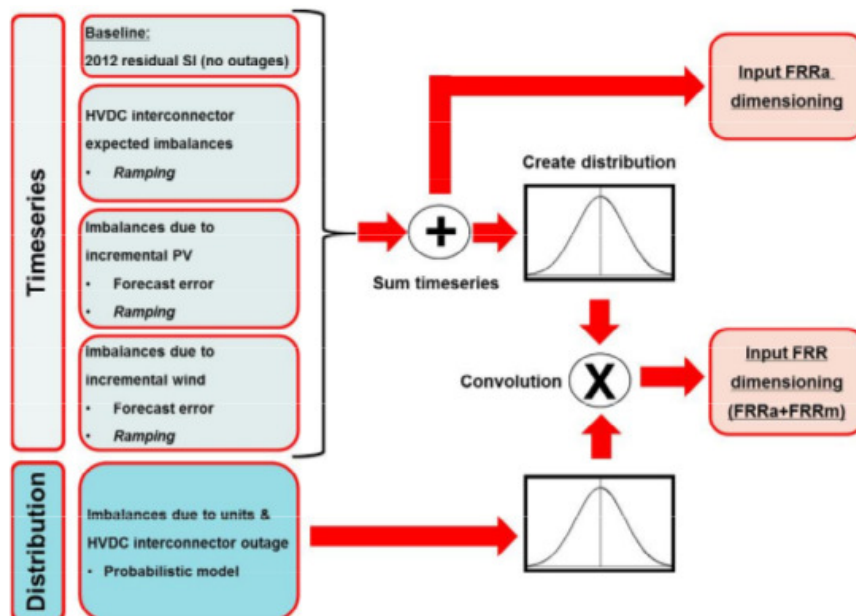 Timeseries
Baseline:
2012 residual SI (no outages)
HVDC interconnector
expected imbalances
• Ramping
Imbalances due to
incremental PV
• Forecast error
• Ramping
Imbalances due to
incremental wind
• Forecast error
• Ramping
Distribution
Imbalances due to units &
HVDC interconnector outage
• Probabilistic model
+
Sum timeseries
Create distribution
Convolution
X
Input FRRa
dimensioning
Input FRR
dimensioning
(FRRa+FRRm)